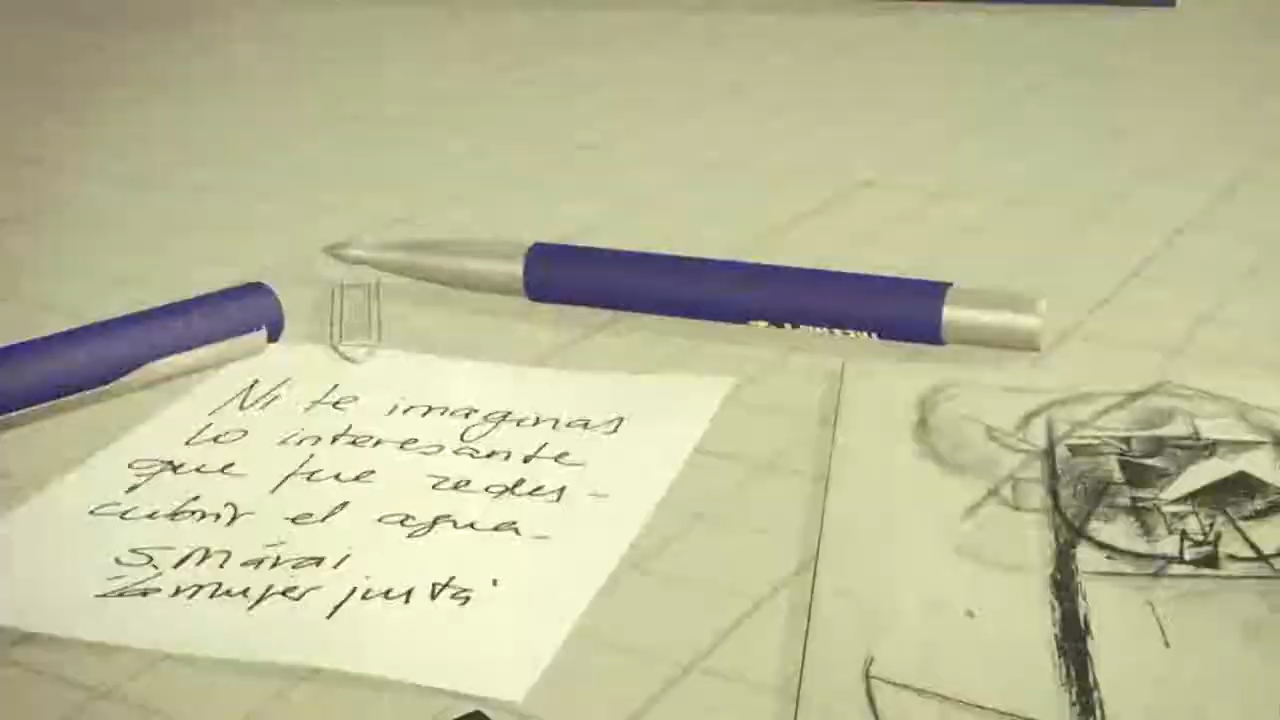 Ni te imaginas
lo interesante
que fue redes-
cubrir el agua.
S. Márai
"La mujer justa"